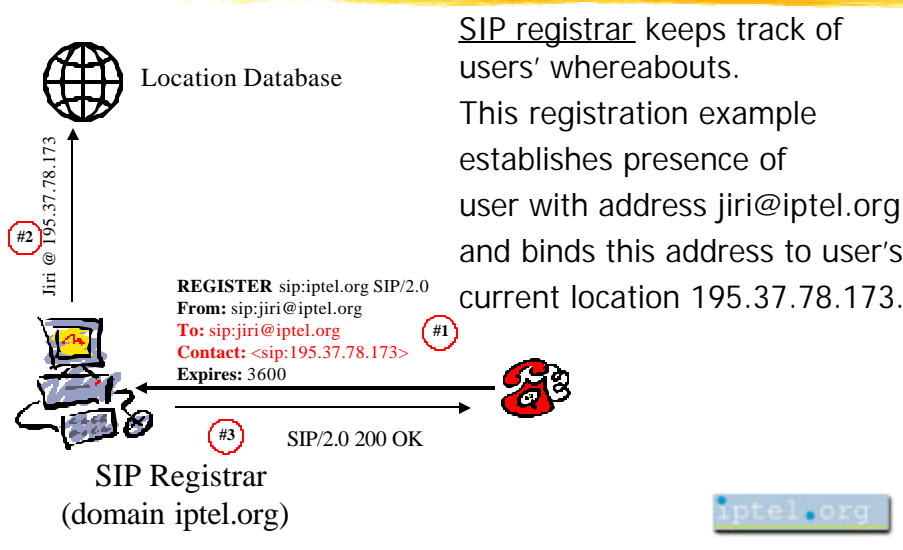 SIP registrar keeps track of
users' whereabouts.
This registration example
establishes presence of
user with address jiri@iptel.org
and binds this address to user's
current location 195.37.78.173.
Location Database
Jiri @ 195.37.78.173
#2
REGISTER sip:iptel.org SIP/2.0
From: sip:jiri@iptel.org
To: sip:jiri@iptel.org
Contact: <sip:195.37.78.173>
Expires: 3600
#1
#3
SIP/2.0 200 OK
SIP Registrar
(domain iptel.org)
iptel.org